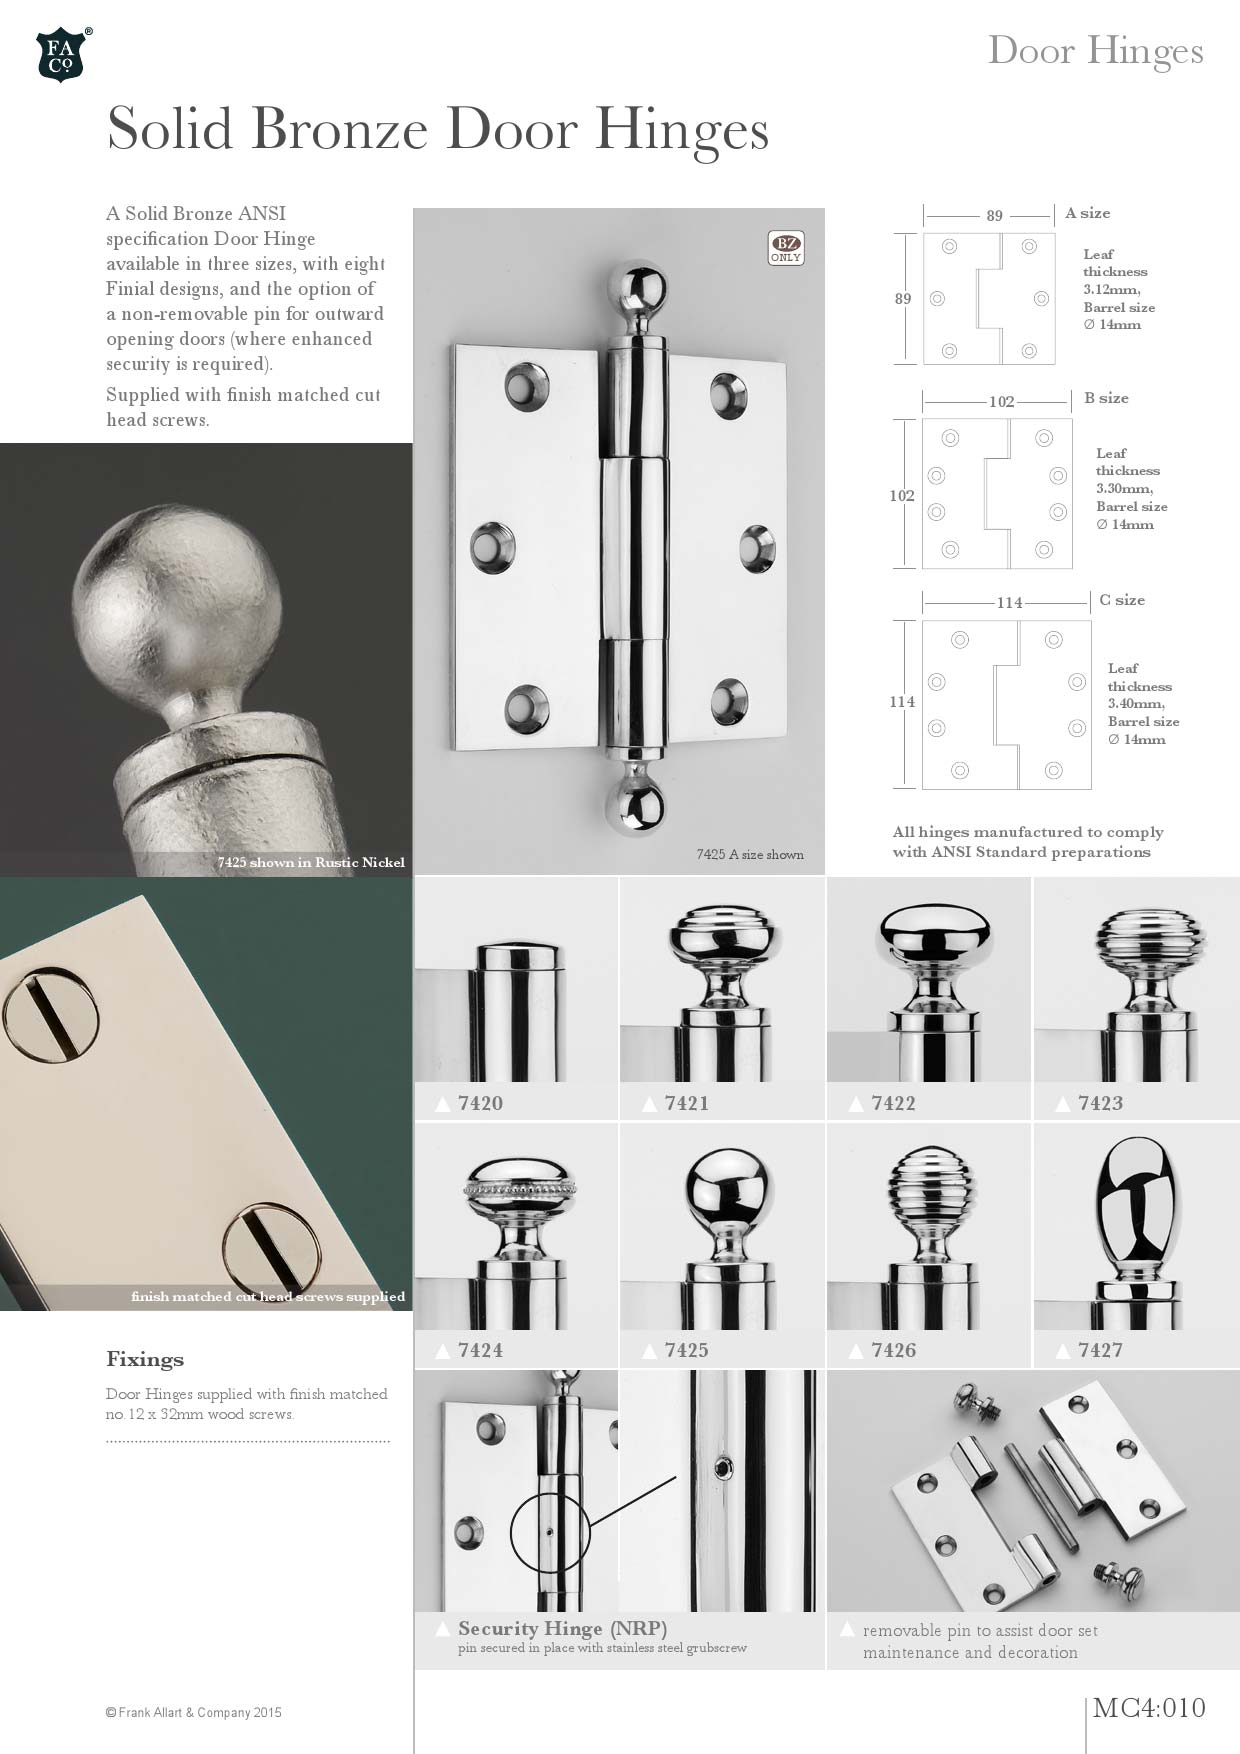 FA
Co.
®
Door Hinges
Solid Bronze Door Hinges
A Solid Bronze ANSI
specification Door Hinge
available in three sizes, with eight
Finial designs, and the option of
a non-removable pin for outward
opening doors (where enhanced
security is required).
Supplied with finish matched cut
head screws.
7425 shown in Rustic Nickel
finish matched cut head screws supplied
Fixings
Door Hinges supplied with finish matched
no. 12 x 32mm wood screws.
BZ
ONLY
7425 A size shown
89
A size
89
Leaf
thickness
3.12mm,
Barrel size
∅ 14mm
102
B size
102
Leaf
thickness
3.30mm,
Barrel size
∅ 14mm
114
C size
114
Leaf
thickness
3.40mm,
Barrel size
∅ 14mm
All hinges manufactured to comply
with ANSI Standard preparations
7420
7421
7422
7423
7424
7425
7426
7427
Security Hinge (NRP)
pin secured in place with stainless steel grubscrew
removable pin to assist door set
maintenance and decoration
© Frank Allart & Company 2015
MC4:010